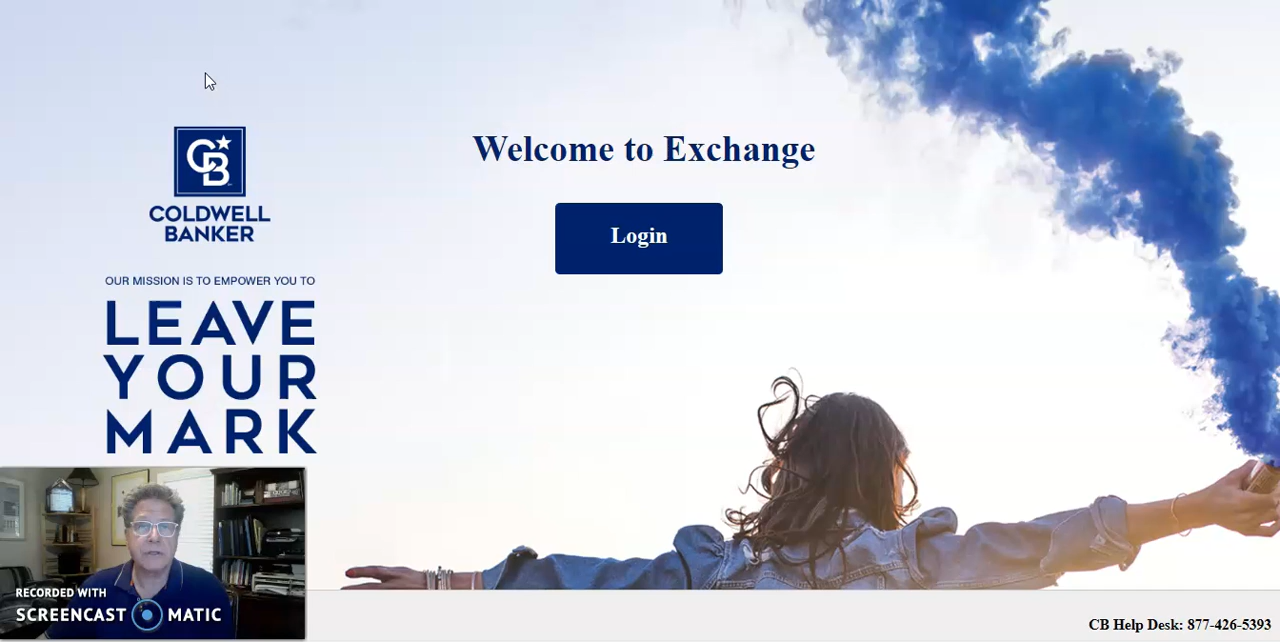 CB
COLDWELL
BANKER
OUR MISSION IS TO EMPOWER YOU TO
LEAVE
YOUR
MARK
Welcome to Exchange
Login
RECORDED WITH
SCREENCAST MATIC
CB Help Desk: 877-426-5393